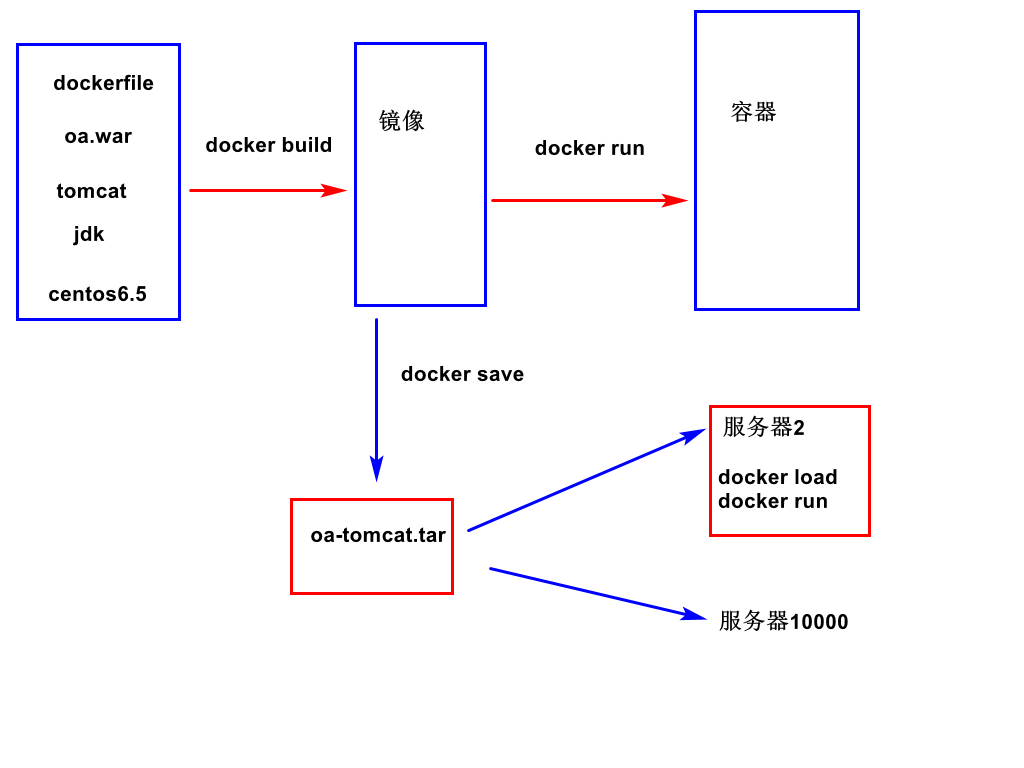 dockerfile
oa.war
tomcat
jdk
centos6.5
docker build
镜像
docker run
容器
docker save
oa-tomcat.tar
服务器2
docker load
docker run
服务器10000